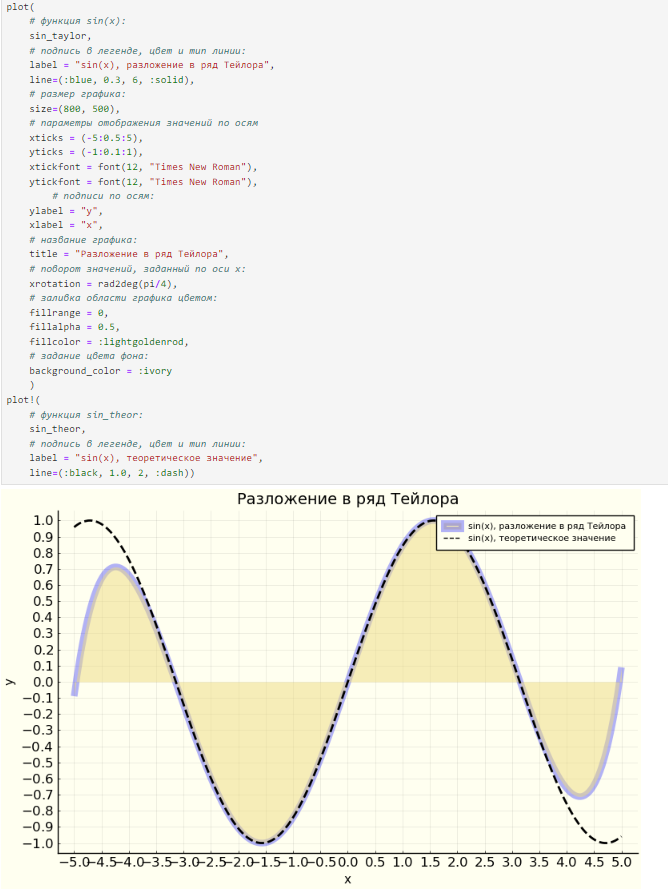 plot(
# функция sin(x):
sin_taylor,
# подпись в легенде, цвет и тип линии:
label = "sin(x), разложение в ряд Тейлора",
line=(:blue, 0.3, 6, :solid),
# размер графика:
size=(800, 500),
# параметры отображения значений по осям
xticks = (-5:0.5:5),
yticks = (-1:0.1:1),
xtickfont = font(12, "Times New Roman"),
ytickfont = font(12, "Times New Roman"),
# подписи по осям:
ylabel = "y",
xlabel = "x",
# название графика:
title = "Разложение в ряд Тейлора",
# поворот значений, заданный по оси x:
xrotation = rad2deg(pi/4),
# заливка области графика цветом:
fillrange = 0,
fillalpha = 0.5,
fillcolor = :lightgoldenrod,
# задание цвета фона:
background_color = :ivory
)
plot!(
# функция sin_theor:
sin_theor,
# подпись в легенде, цвет и тип линии:
label = "sin(x), теоретическое значение",
line=(:black, 1.0, 2, :dash))
Разложение в ряд Тейлора
sin(x), разложение в ряд Тейлора
sin(x), теоретическое значение
1.0
0.9
0.8
0.7
0.6
0.5
0.4
0.3
0.2
0.1
0.0
−0.1
−0.2
−0.3
−0.4
−0.5
−0.6
−0.7
−0.8
−0.9
−1.0
y
−5.0−4.5−4.0−3.5−3.0−2.5−2.0−1.5−1.0−0.5 0.0 0.5 1.0 1.5 2.0 2.5 3.0 3.5 4.0 4.5 5.0
x